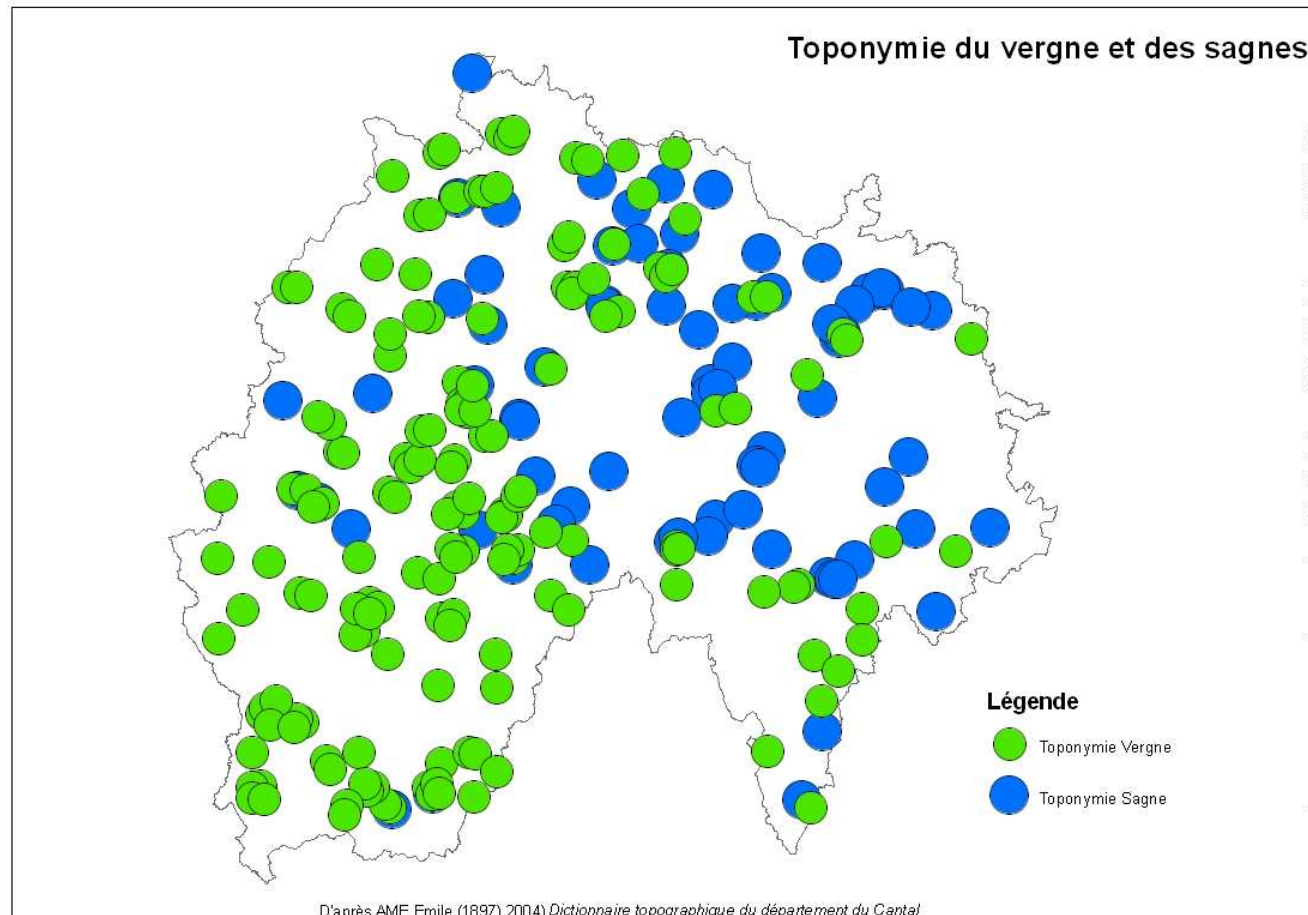 Toponymie du vergne et des sagnes
Légende
Toponymie Vergne
Toponymie Sagne
D'après AME Emile (1897) 2004) Dictionnaire topographique du département du Cantal